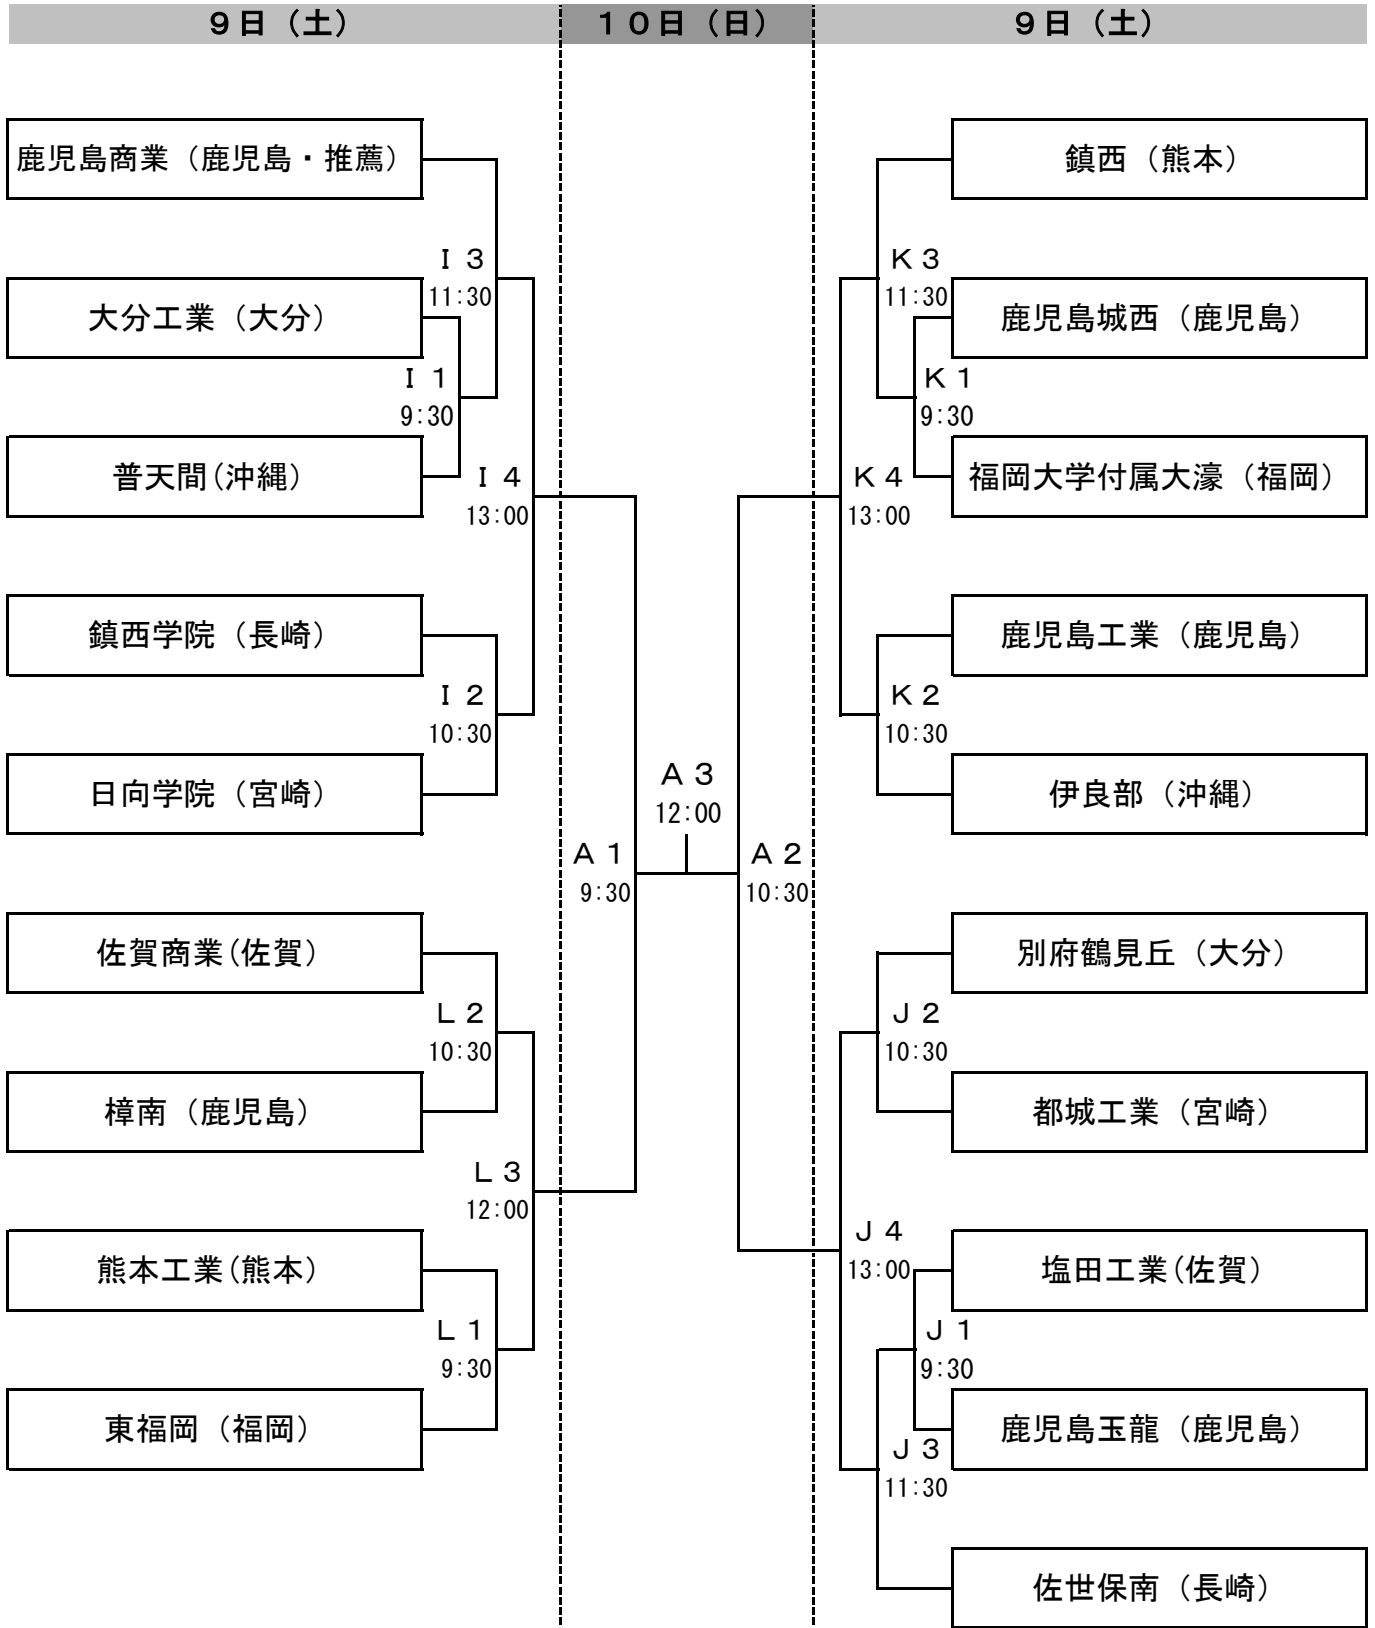 ９日（土）
１０日（日）
９日（土）
鹿児島商業（鹿児島・推薦）
Ｉ３
11:30
大分工業（大分）
Ｉ１
9:30
普天間(沖縄)
Ｉ４
13:00
鎮西学院（長崎）
Ｉ２
10:30
日向学院（宮崎）
佐賀商業(佐賀)
Ｌ２
10:30
樟南（鹿児島）
Ｌ３
12:00
熊本工業(熊本)
Ｌ１
9:30
東福岡（福岡）
Ａ１
9:30
Ａ３
12:00
Ａ２
10:30
鎮西（熊本）
Ｋ３
11:30
鹿児島城西（鹿児島）
Ｋ１
9:30
福岡大学付属大濠（福岡）
Ｋ４
13:00
鹿児島工業（鹿児島）
Ｋ２
10:30
伊良部（沖縄）
別府鶴見丘（大分）
Ｊ２
10:30
都城工業（宮崎）
Ｊ４
13:00
塩田工業(佐賀)
Ｊ１
9:30
鹿児島玉龍（鹿児島）
Ｊ３
11:30
佐世保南（長崎）